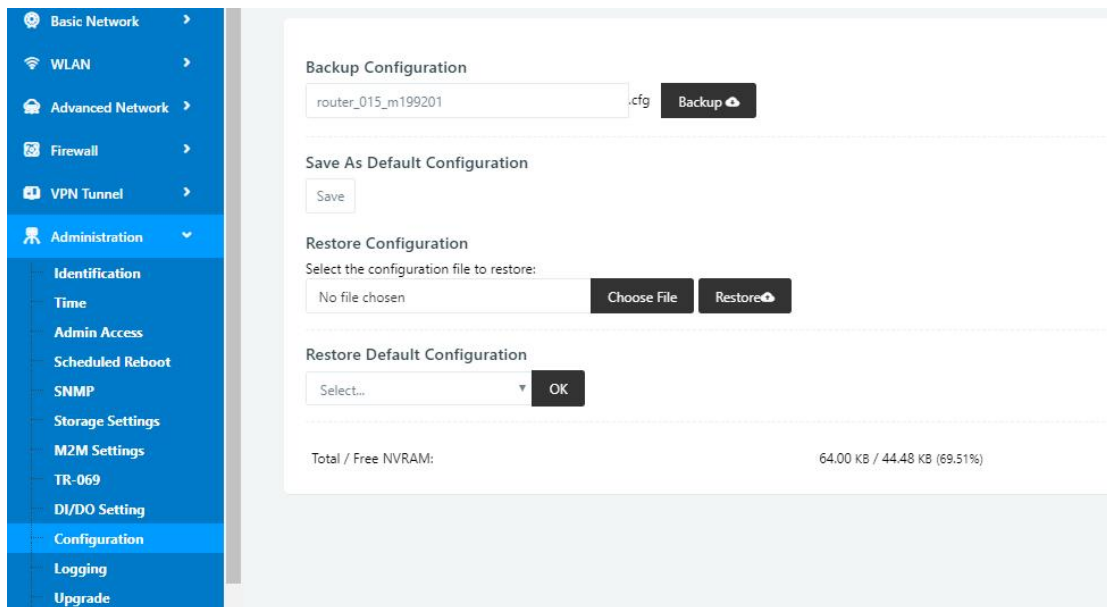 Basic Network
WLAN
Advanced Network
Firewall
VPN Tunnel
Administration
Identification
Time
Admin Access
Scheduled Reboot
SNMP
Storage Settings
M2M Settings
TR-069
DI/DO Setting
Configuration
Logging
Upgrade
Backup Configuration
router_015_m199201 .cfg Backup
Save As Default Configuration
Save
Restore Configuration
Select the configuration file to restore:
No file chosen Choose File Restore
Restore Default Configuration
Select... OK
Total / Free NVRAM: 64.00 KB / 44.48 KB (69.51%)